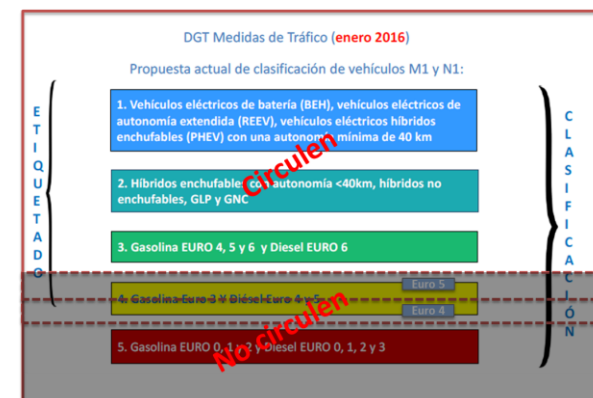 DGT Medidas de Tráfico (enero 2016)
Propuesta actual de clasificación de vehículos M1 y N1:
ETIQUETADO
1. Vehículos eléctricos de batería (BEH), vehículos eléctricos de
autonomía extendida (REEV), vehículos eléctricos híbridos
enchufables (PHEV) con una autonomía mínima de 40 km
2. Híbridos enchufables con autonomía <40km, híbridos no
enchufables, GLP y GNC
Circulen
3. Gasolina EURO 4, 5 y 6 y Diesel EURO 6
Euro 5
4. Gasolina Euro 3 Y Diésel Euro 4 y 5
Euro 4
5. Gasolina EURO 0, 1 y 2 y Diesel EURO 0, 1, 2 y 3
No circulen
CLASIFICACIÓN